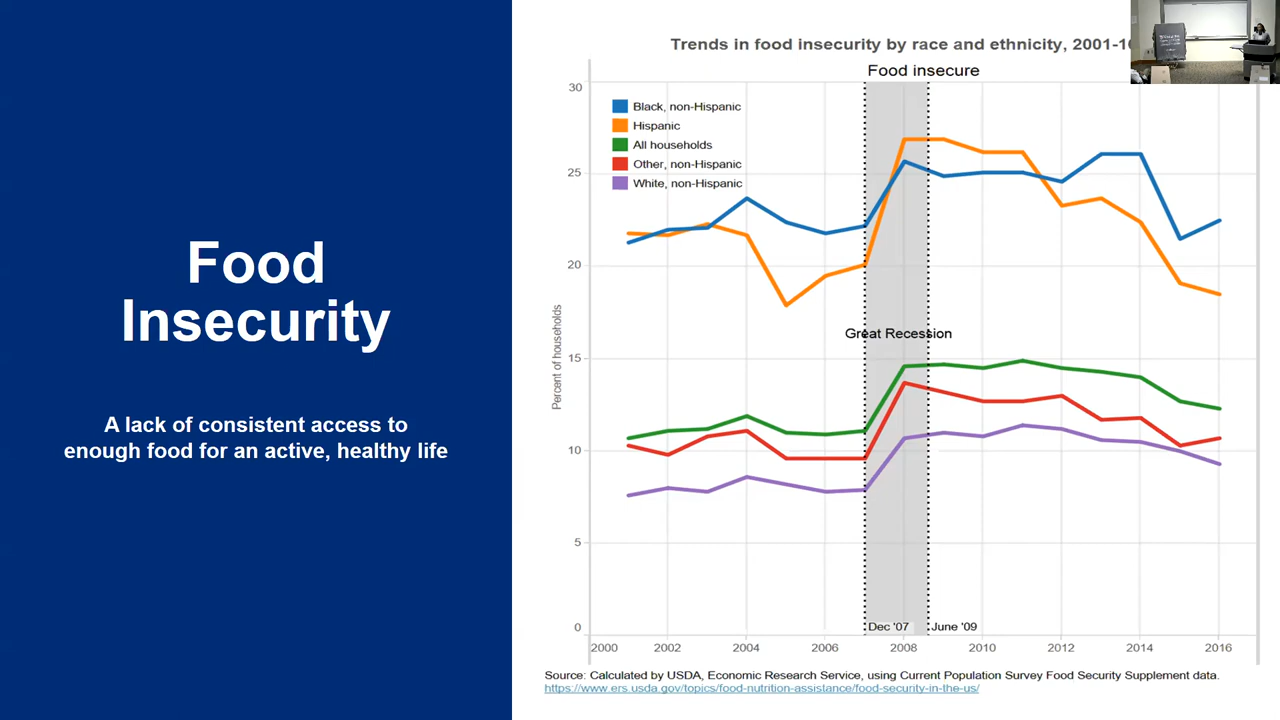 Food
Insecurity
A lack of consistent access to
enough food for an active, healthy life
Trends in food insecurity by race and ethnicity, 2001-1
Food insecure
30
Black, non-Hispanic
Hispanic
All households
Other, non-Hispanic
White, non-Hispanic
25
20
Great Recession
15
Percent of households
10
5
0
Dec '07
June '09
2000
2002
2004
2006
2008
2010
2012
2014
2016
Source: Calculated by USDA, Economic Research Service, using Current Population Survey Food Security Supplement data.
https://www.ers.usda.gov/topics/food-nutrition-assistance/food-security-in-the-us/